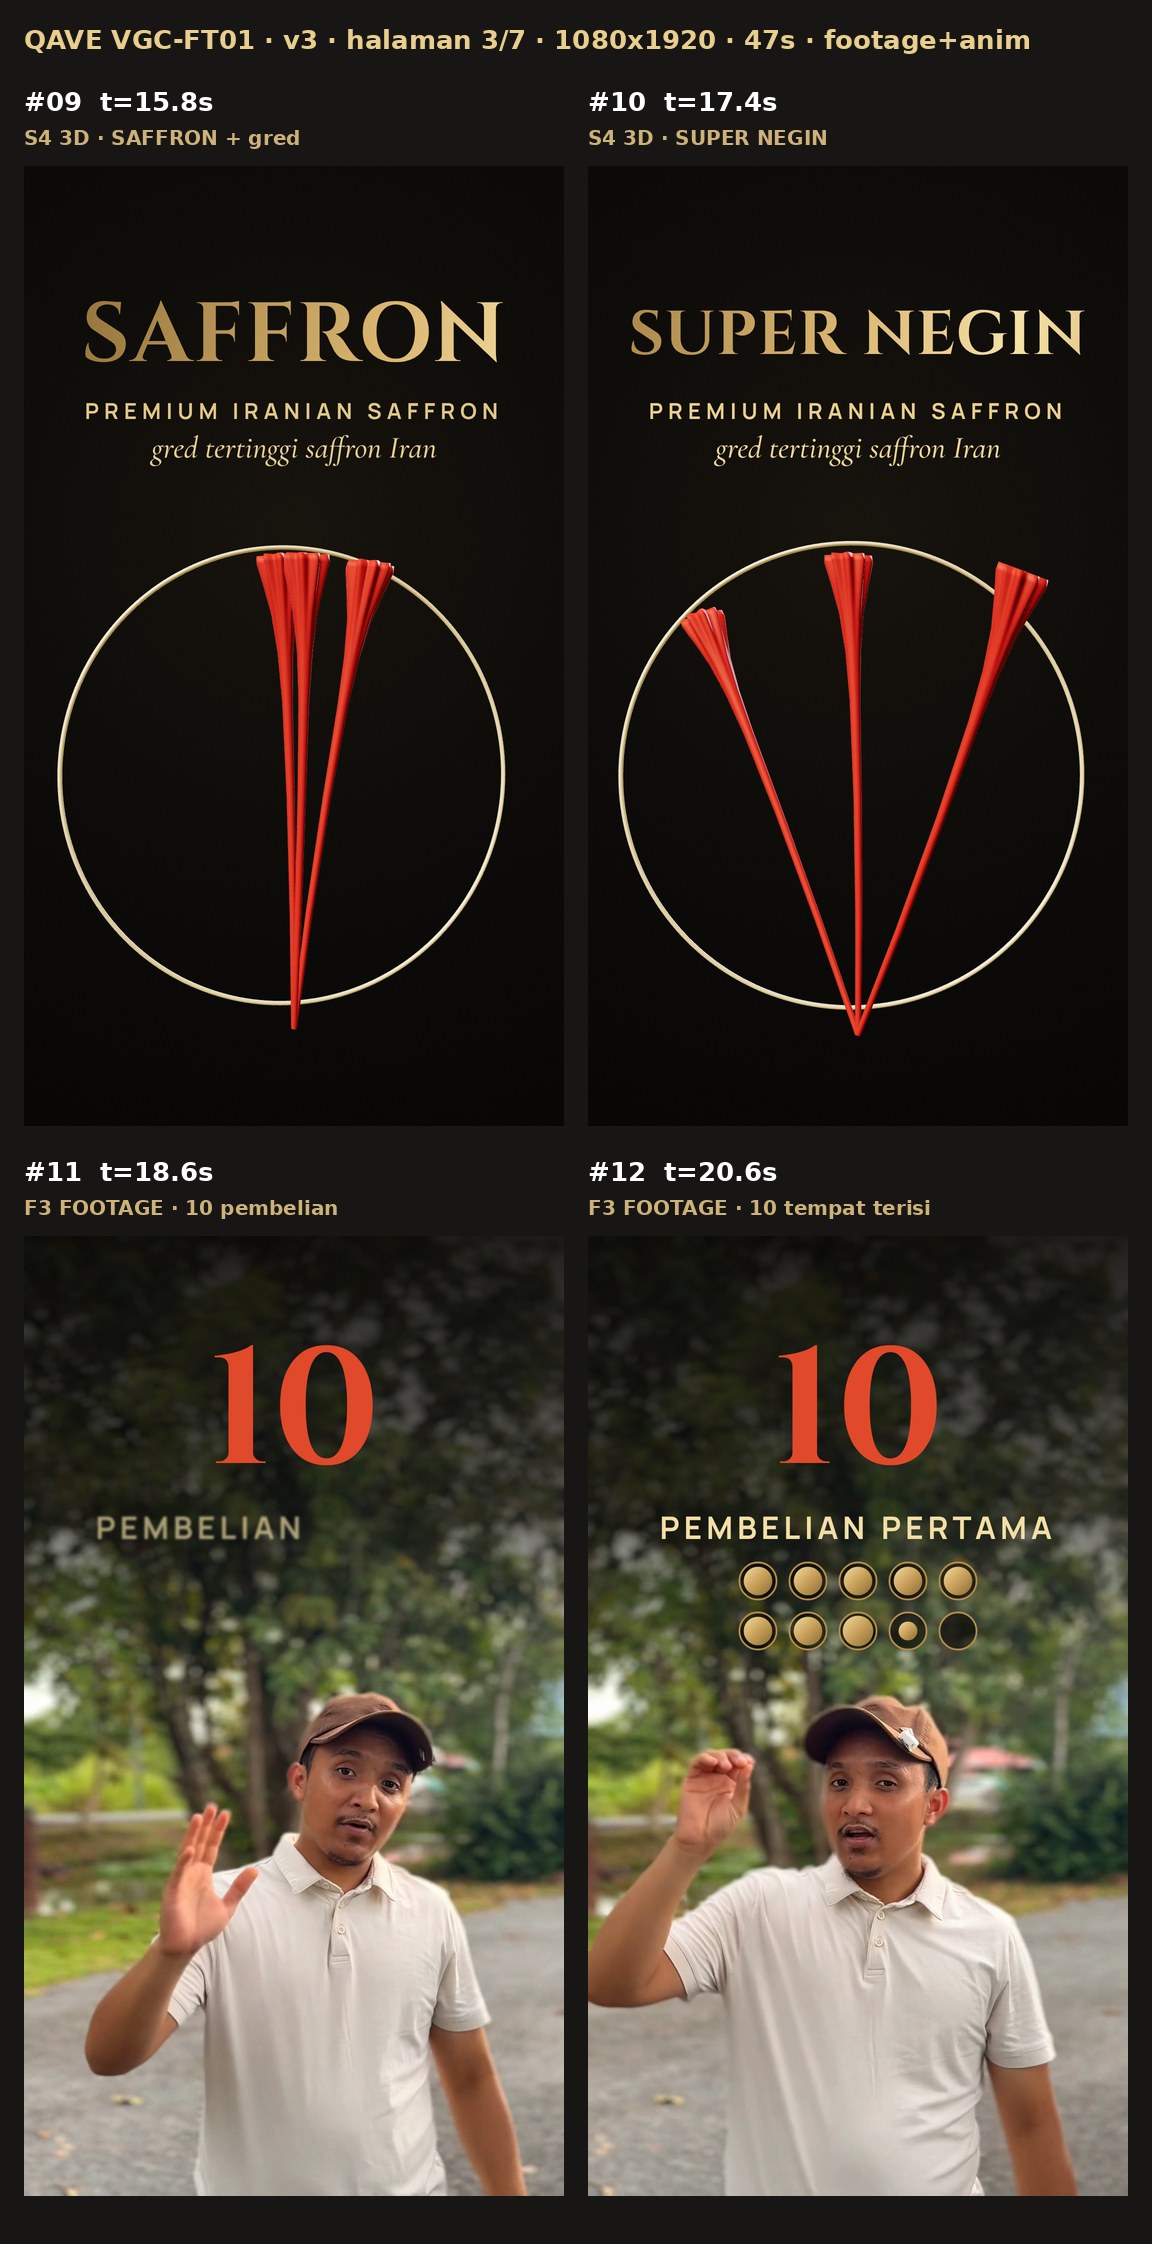 QAVE VGC-FT01 · v3 · halaman 3/7 · 1080x1920 · 47s · footage+anim
#09 t=15.8s
S4 3D · SAFFRON + gred
SAFFRON
PREMIUM IRANIAN SAFFRON
gred tertinggi saffron Iran
#10 t=17.4s
S4 3D · SUPER NEGIN
SUPER NEGIN
PREMIUM IRANIAN SAFFRON
gred tertinggi saffron Iran
#11 t=18.6s
F3 FOOTAGE · 10 pembelian
10
PEMBELIAN
#12 t=20.6s
F3 FOOTAGE · 10 tempat terisi
10
PEMBELIAN PERTAMA